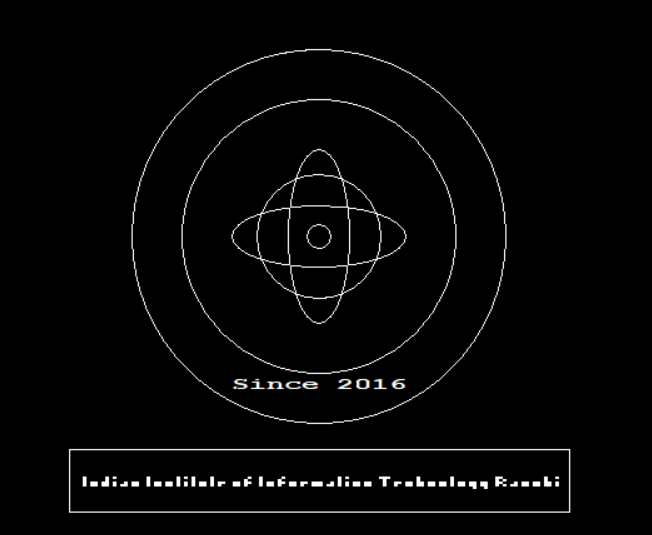 Since 2016
Indian Institute of Information Technology Ranchi